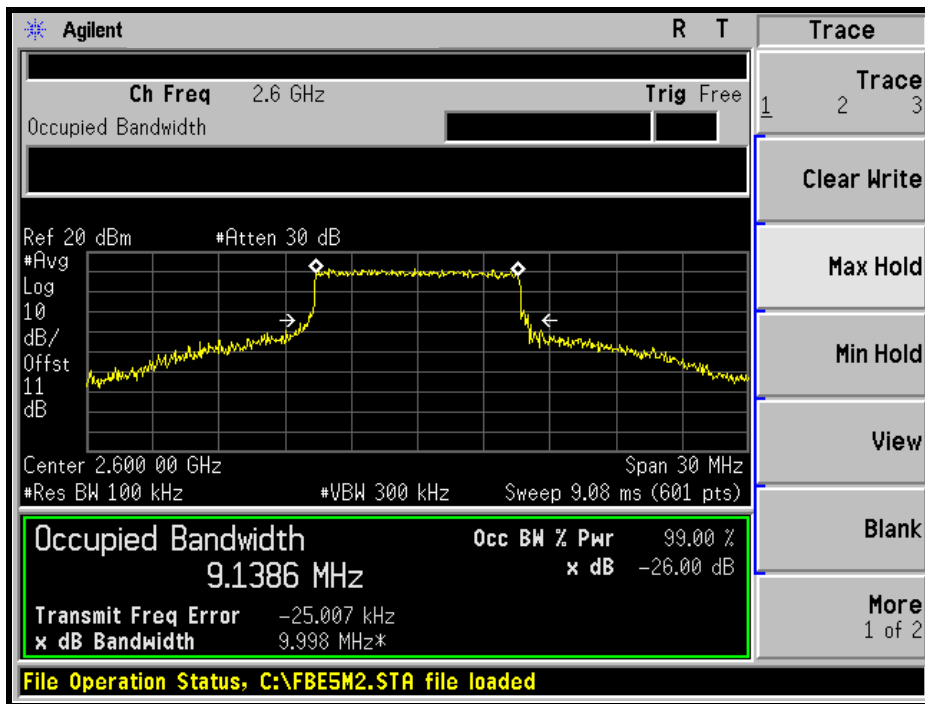 Agilent R T Trace
Ch Freq 2.6 GHz Trig Free
Occupied Bandwidth
Trace
1 2 3
Clear Write
Max Hold
Min Hold
View
Blank
More
1 of 2
Ref 20 dBm #Atten 30 dB
#Avg
Log
10
dB/
Offst
11
dB
Center 2.600 00 GHz Span 30 MHz
#Res BW 100 kHz #VBW 300 kHz Sweep 9.08 ms (601 pts)
Occupied Bandwidth Occ BW % Pwr 99.00 %
9.1386 MHz x dB -26.00 dB
Transmit Freq Error -25.007 kHz
x dB Bandwidth 9.998 MHz*
File Operation Status, C:\FBE5M2.STA file loaded